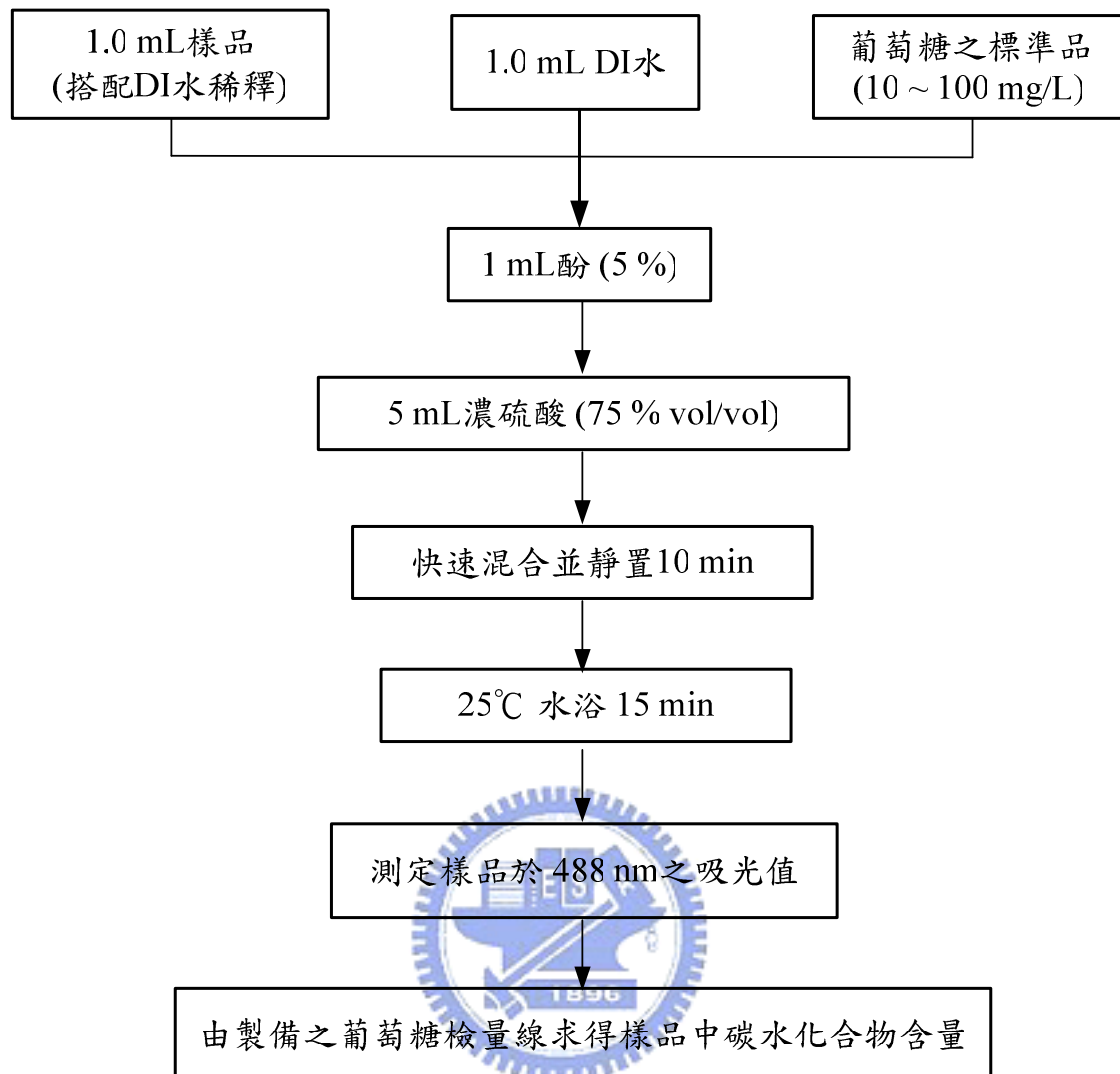 1.0 mL樣品
(搭配DI水稀釋)
1.0 mL DI水
葡萄糖之標準品
(10 ~ 100 mg/L)
1 mL酚 (5 %)
5 mL濃硫酸 (75 % vol/vol)
快速混合並靜置10 min
25℃ 水浴 15 min
測定樣品於 488 nm之吸光值
E S
1896
由製備之葡萄糖檢量線求得樣品中碳水化合物含量